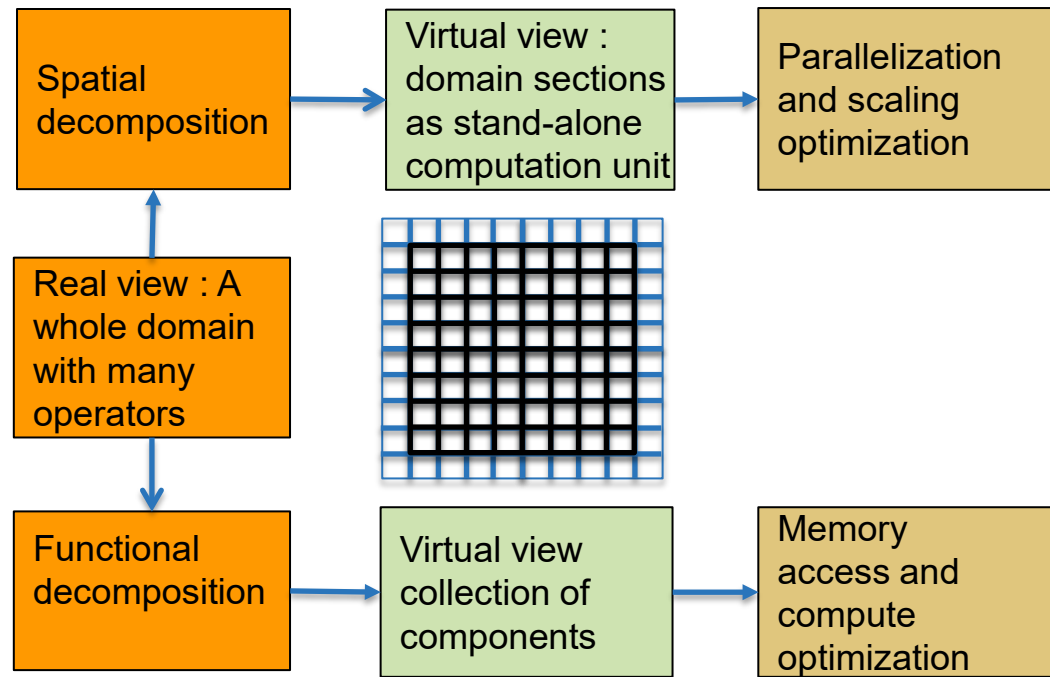 Spatial
decomposition
Virtual view :
domain sections
as stand-alone
computation unit
Parallelization
and scaling
optimization
Real view : A
whole domain
with many
operators
Functional
decomposition
Virtual view
collection of
components
Memory
access and
compute
optimization